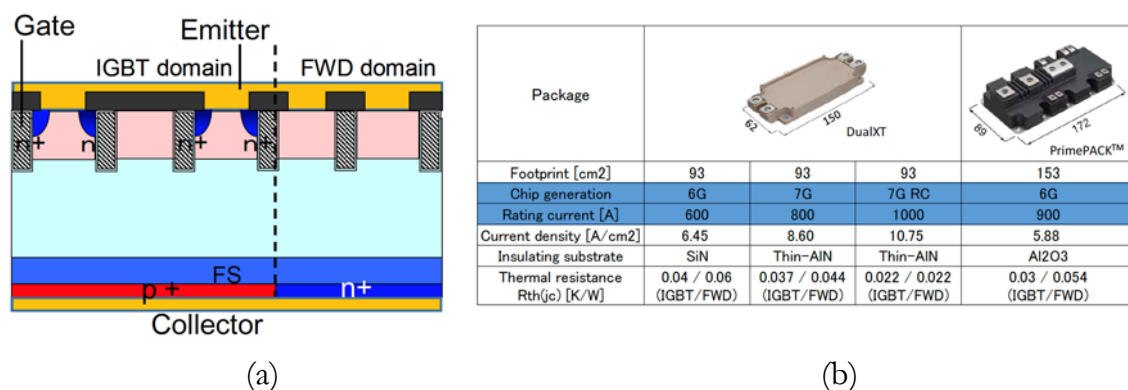 Gate
Emitter
IGBT domain
FWD domain
n+
n
n+
n+
FS
p+
n+
Collector
(a)
Package
62
150
DualXT
89
172
PrimePACK™
Footprint [cm2] 93 93 93 153
Chip generation 6G 7G 7G RC 6G
Rating current [A] 600 800 1000 900
Current density [A/cm2] 6.45 8.60 10.75 5.88
Insulating substrate SiN Thin-AlN Thin-AlN Al2O3
Thermal resistance 0.04 / 0.06 0.037 / 0.044 0.022 / 0.022 0.03 / 0.054
Rth(jc) [K/W] (IGBT/FWD) (IGBT/FWD) (IGBT/FWD) (IGBT/FWD)
(b)